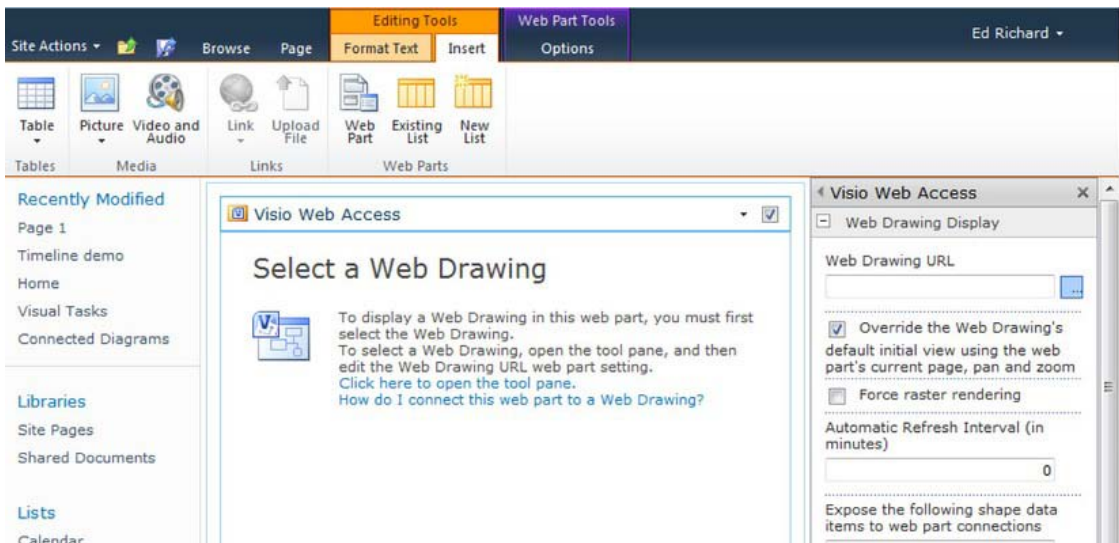 Editing Tools
Web Part Tools
Ed Richard
Site Actions
Browse
Page
Format Text
Insert
Options
Table
Picture
Video and
Audio
Link
Upload
File
Web
Part
Existing
List
New
List
Tables
Media
Links
Web Parts
Recently Modified
Page 1
Timeline demo
Home
Visual Tasks
Connected Diagrams
Libraries
Site Pages
Shared Documents
Lists
Calendar
Visio Web Access
Select a Web Drawing
To display a Web Drawing in this web part, you must first
select the Web Drawing.
To select a Web Drawing, open the tool pane, and then
edit the Web Drawing URL web part setting.
Click here to open the tool pane.
How do I connect this web part to a Web Drawing?
Visio Web Access
Web Drawing Display
Web Drawing URL
...
Override the Web Drawing's
default initial view using the web
part's current page, pan and zoom
Force raster rendering
Automatic Refresh Interval (in
minutes)
0
Expose the following shape data
items to web part connections